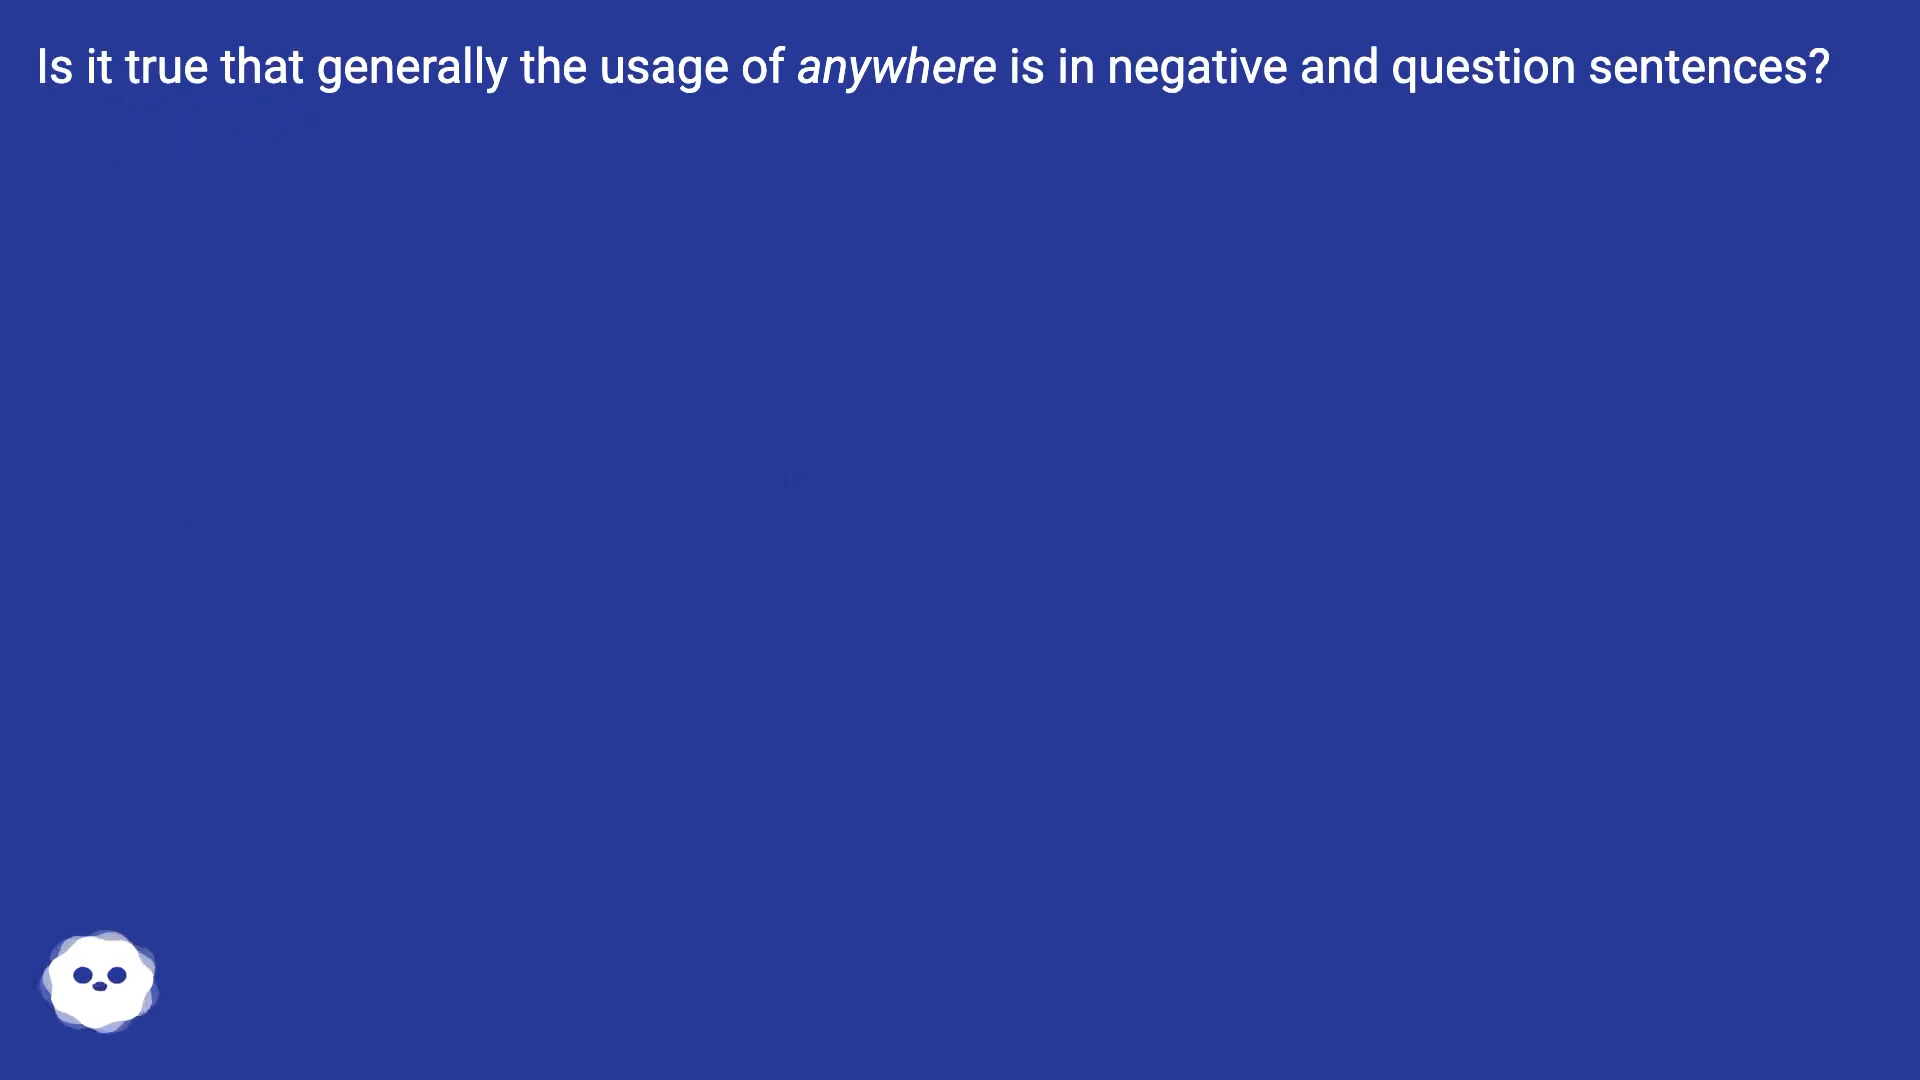 Is it true that generally the usage of anywhere is in negative and question sentences?